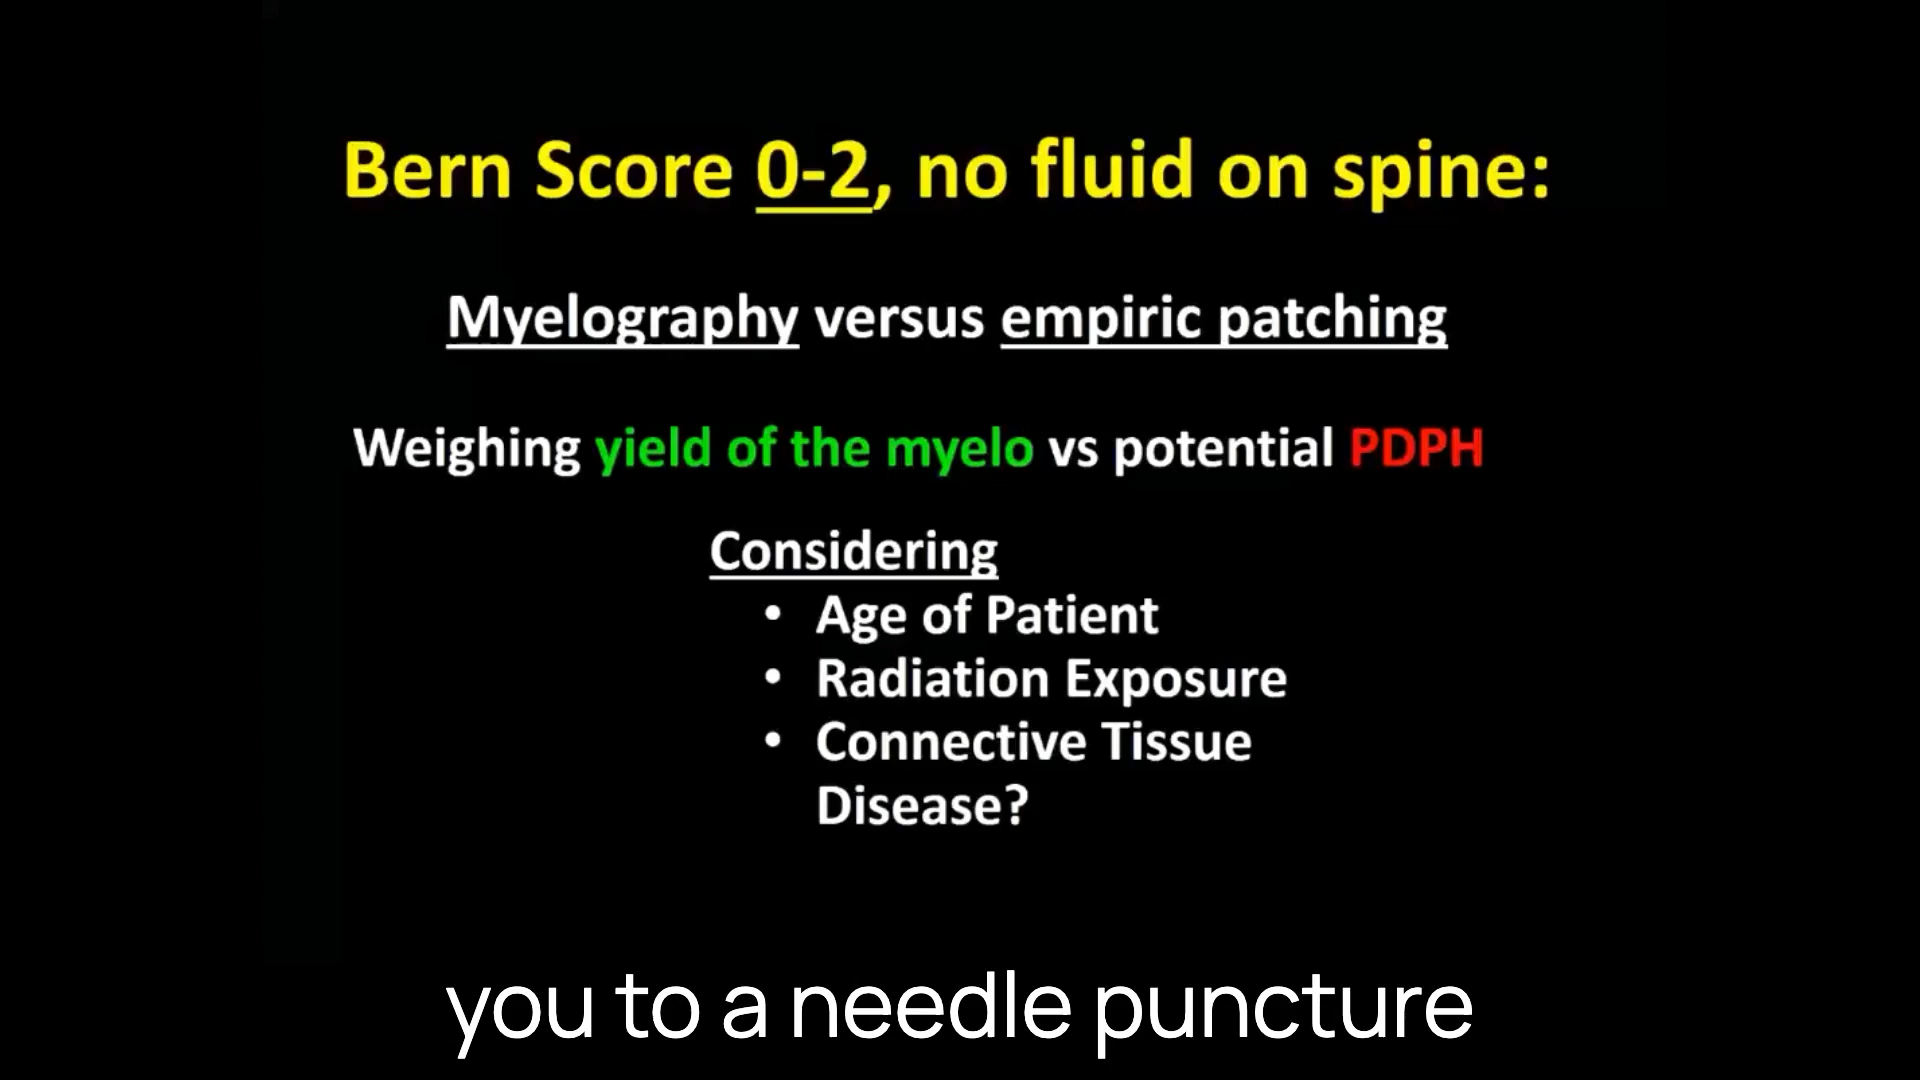 Bern Score 0-2, no fluid on spine:
Myelography versus empiric patching
Weighing yield of the myelo vs potential PDPH
Considering
• Age of Patient
• Radiation Exposure
• Connective Tissue
Disease?
you to a needle puncture